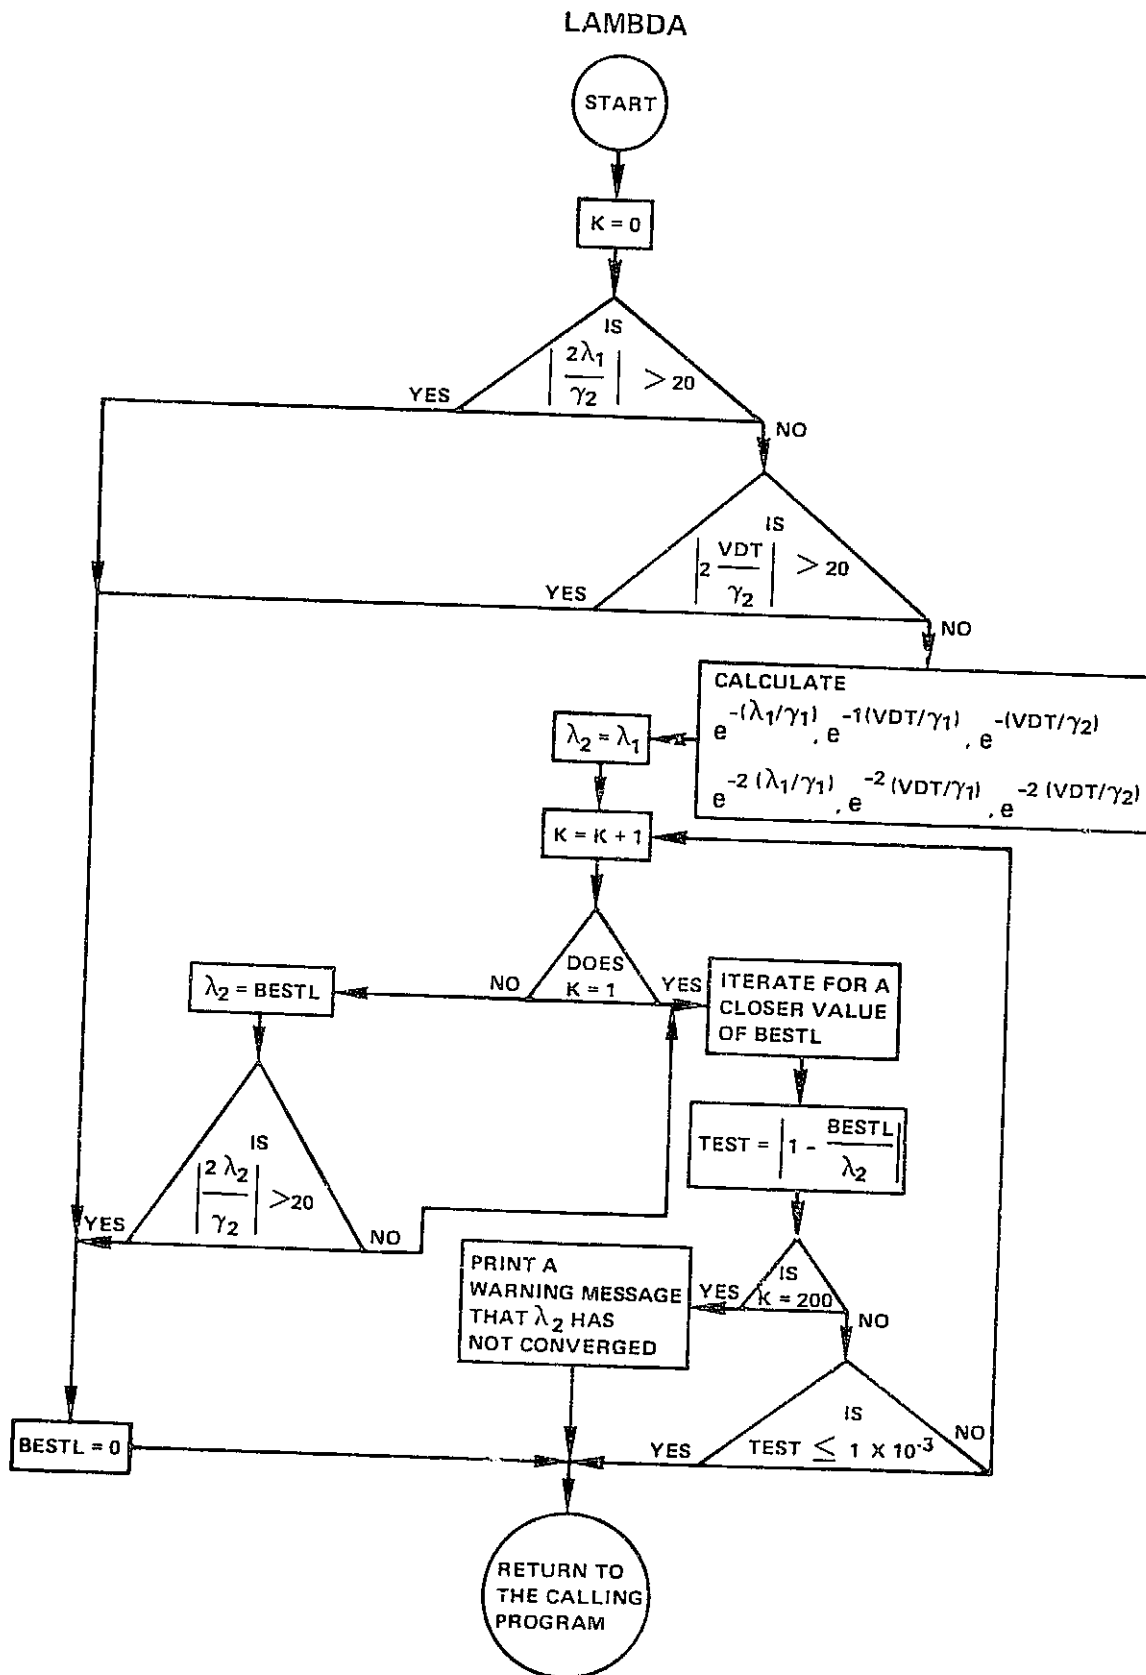 LAMBDA
START
K = 0
IS
| 2λ₁ / γ₂ | > 20
YES
NO
IS
| 2 VDT / γ₂ | > 20
YES
NO
CALCULATE
e^-(λ₁/γ₁), e^-1(VDT/γ₁), e^-(VDT/γ₂)
e^-2 (λ₁/γ₁), e^-2 (VDT/γ₁), e^-2 (VDT/γ₂)
λ₂ = λ₁
K = K + 1
DOES
K = 1
NO
YES
λ₂ = BESTL
ITERATE FOR A
CLOSER VALUE
OF BESTL
IS
| 2 λ₂ / γ₂ | >20
YES
NO
TEST = | 1 - BESTL / λ₂ |
IS
K = 200
YES
NO
PRINT A
WARNING MESSAGE
THAT λ₂ HAS
NOT CONVERGED
IS
TEST ≤ 1 X 10⁻³
YES
NO
BESTL = 0
RETURN TO
THE CALLING
PROGRAM